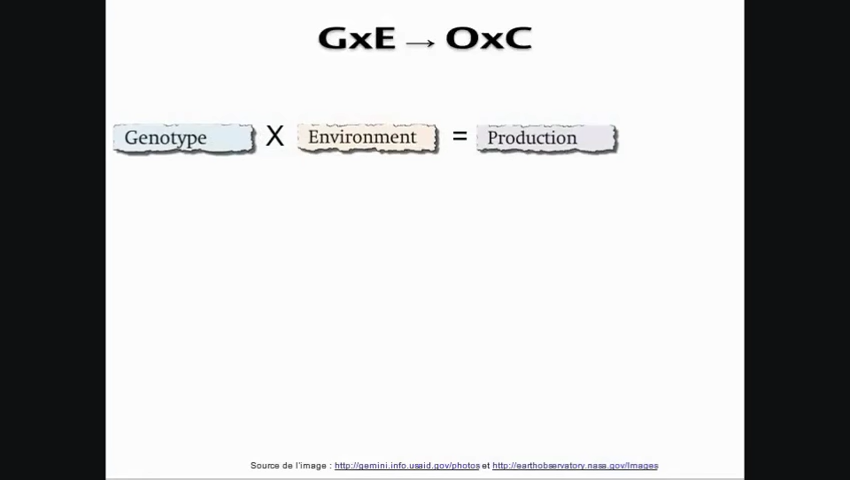 GxE → OxC
Genotype X Environment = Production
Source de l'image : http://gemini.info.usaid.gov/photos et http://earthobservatory.nasa.gov/Images